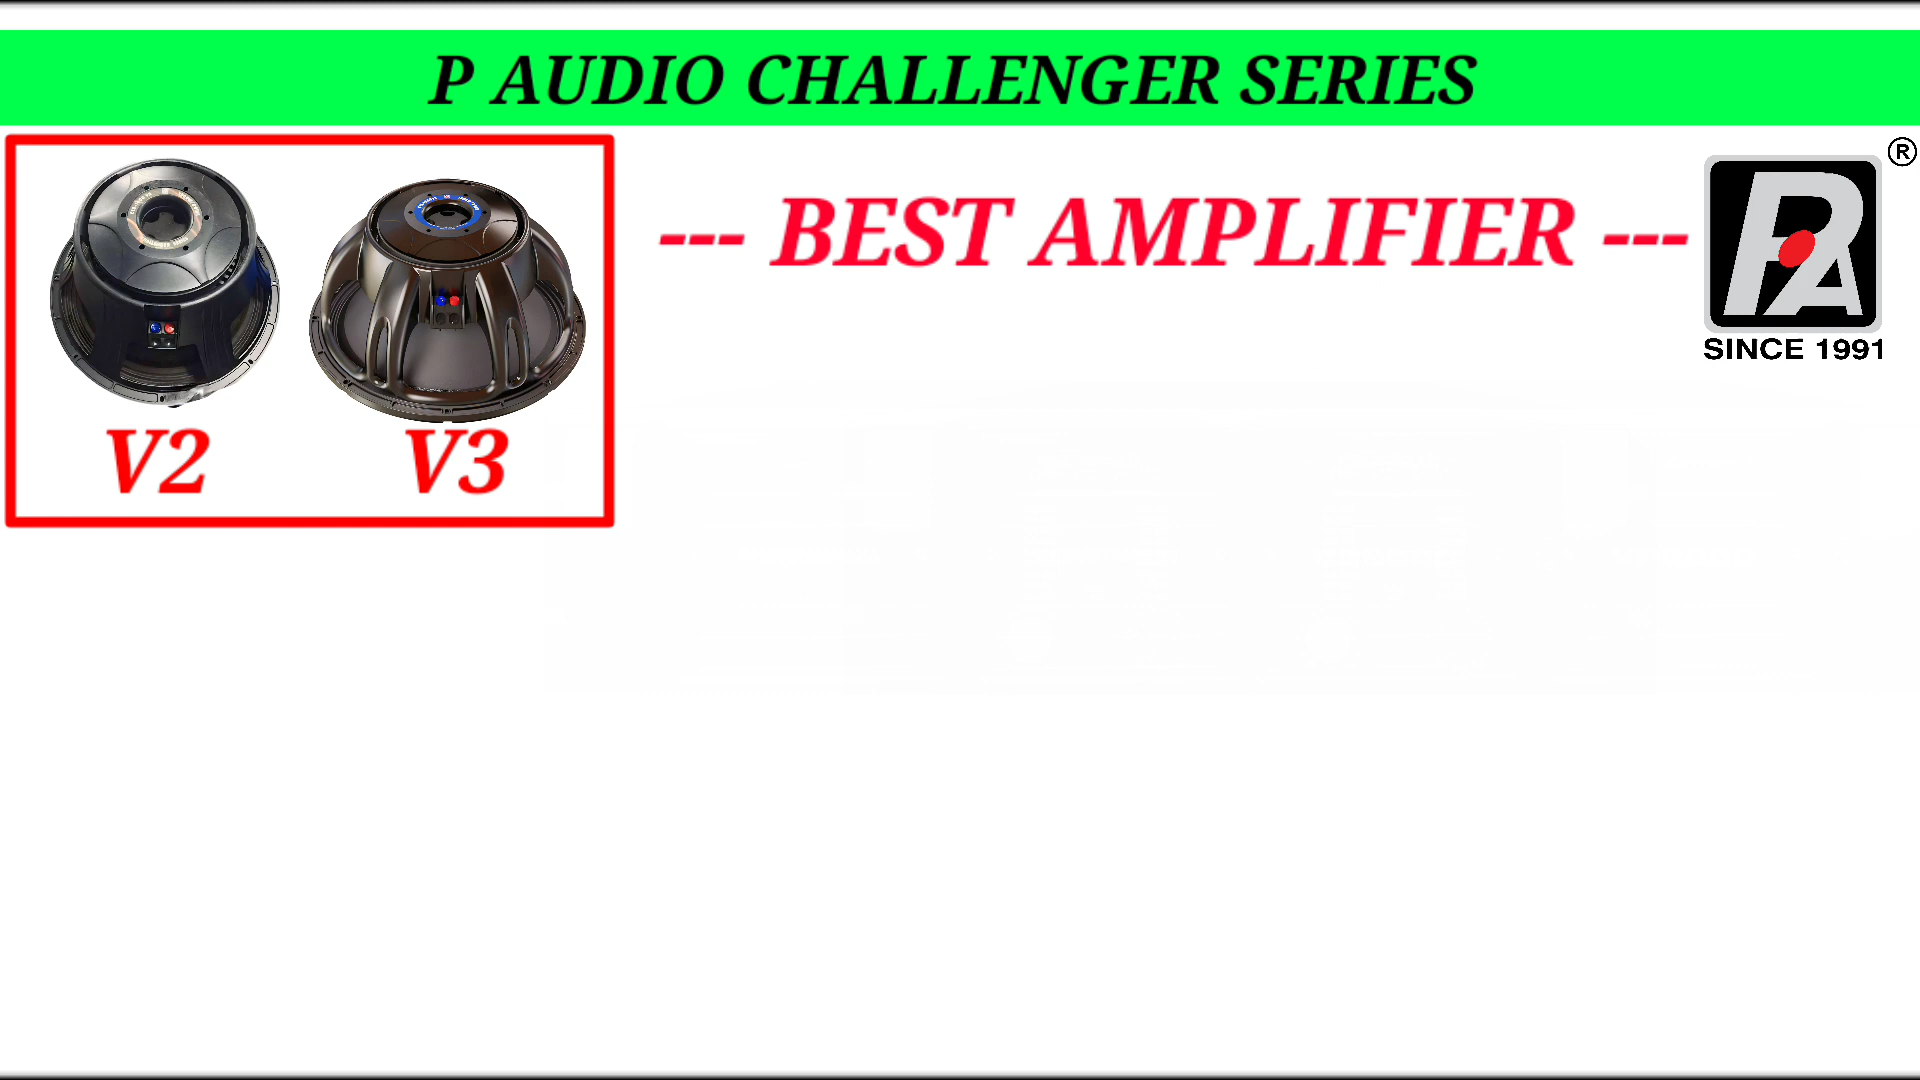 P AUDIO CHALLENGER SERIES
--- BEST AMPLIFIER ---
PA ®
SINCE 1991
V2
V3